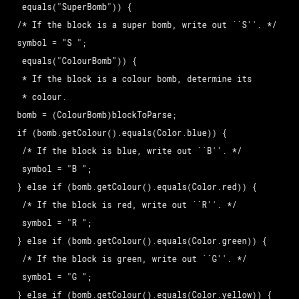 equals("SuperBomb")) {
/* If the block is a super bomb, write out ``S''. */
symbol = "S ";
equals("ColourBomb")) {
* If the block is a colour bomb, determine its
* colour.
bomb = (ColourBomb)blockToParse;
if (bomb.getColour().equals(Color.blue)) {
/* If the block is blue, write out ``B''. */
symbol = "B ";
} else if (bomb.getColour().equals(Color.red)) {
/* If the block is red, write out ``R''. */
symbol = "R ";
} else if (bomb.getColour().equals(Color.green)) {
/* If the block is green, write out ``G''. */
symbol = "G ";
} else if (bomb.getColour().equals(Color.yellow)) {